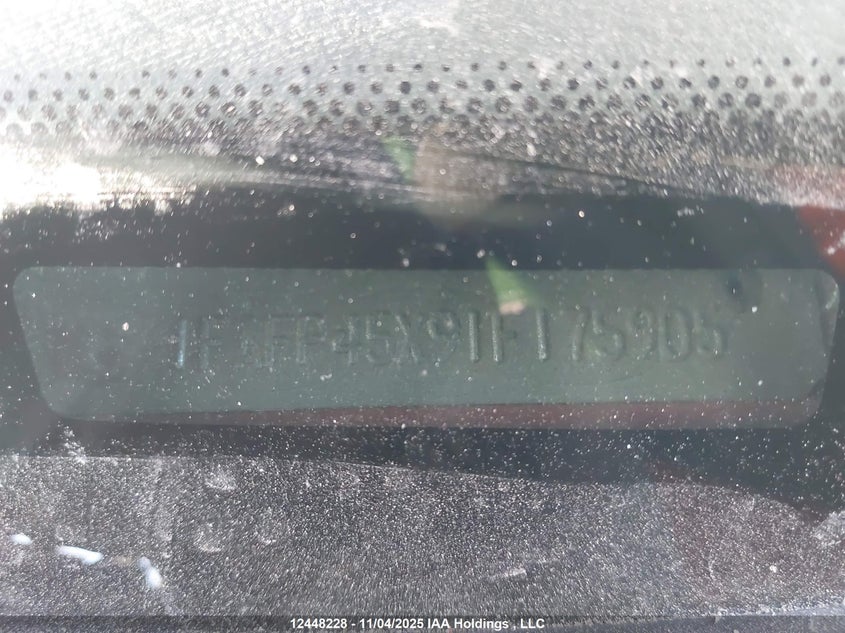 1FAFP45X91F175905
12448228 - 11/04/2025 IAA Holdings , LLC